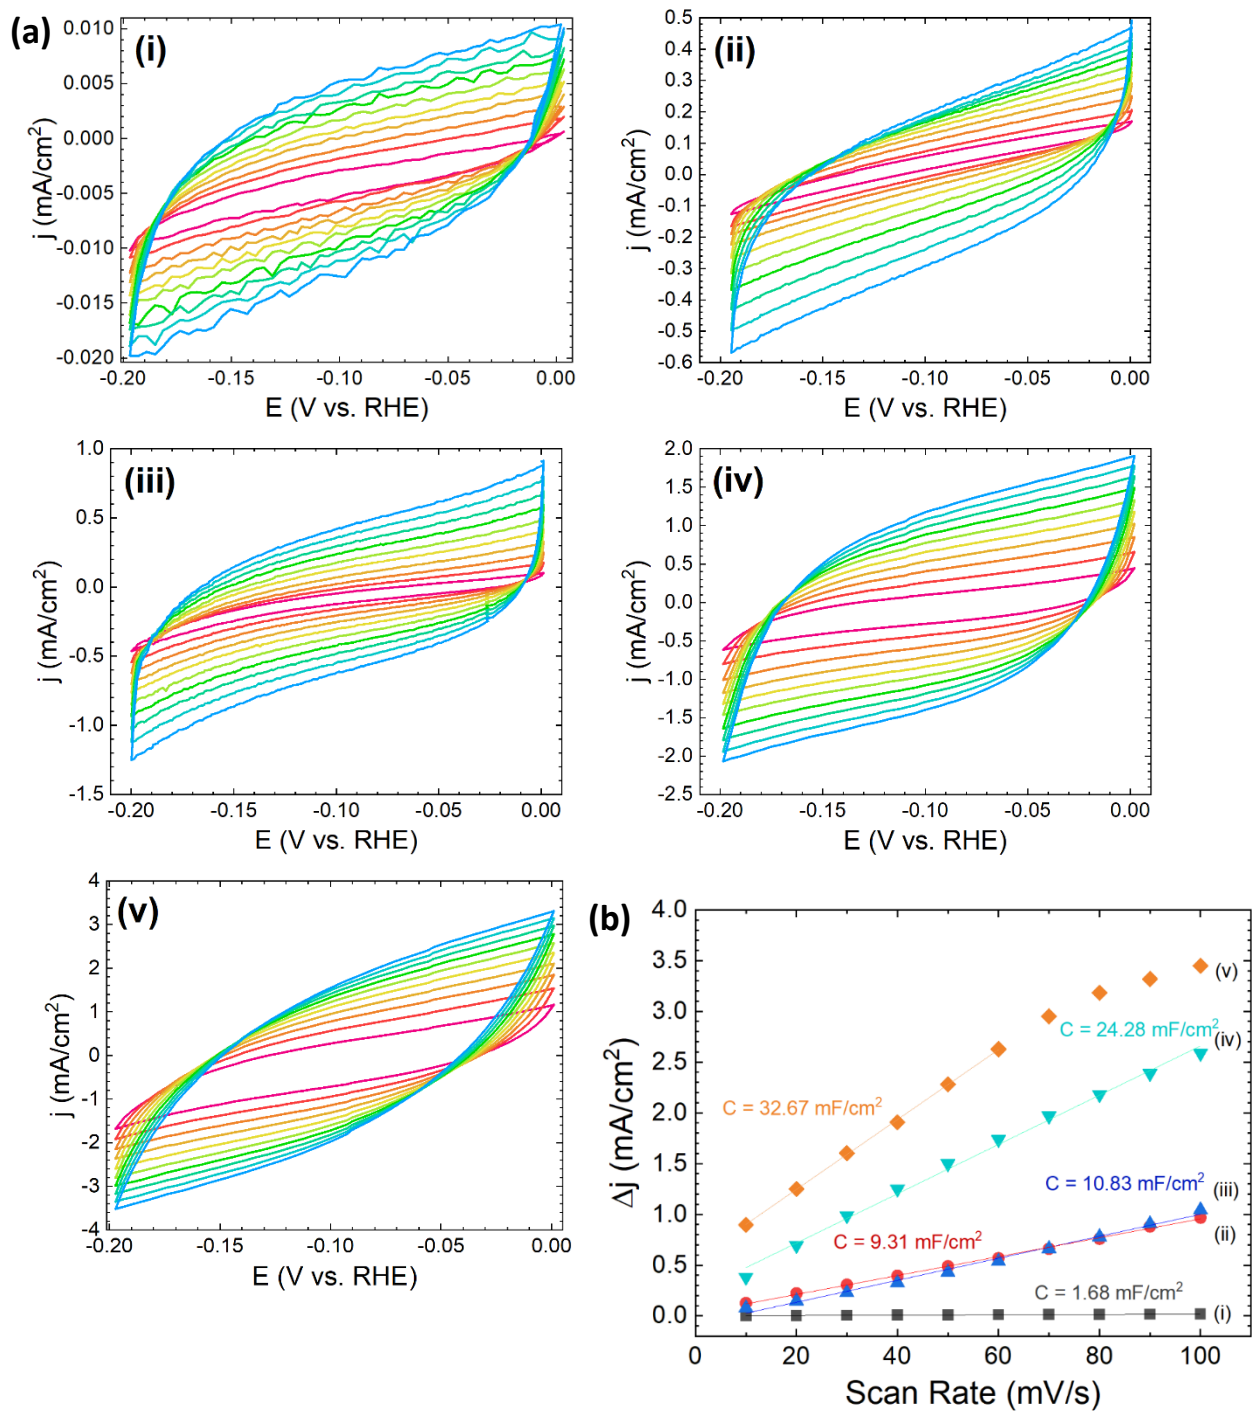 (a)
(i)
0.010
0.005
0.000
-0.005
-0.010
-0.015
-0.020
j (mA/cm²)
-0.20 -0.15 -0.10 -0.05 0.00
E (V vs. RHE)
(ii)
0.5
0.4
0.3
0.2
0.1
0.0
-0.1
-0.2
-0.3
-0.4
-0.5
-0.6
j (mA/cm²)
-0.20 -0.15 -0.10 -0.05 0.00
E (V vs. RHE)
(iii)
1.0
0.5
0.0
-0.5
-1.0
-1.5
j (mA/cm²)
-0.20 -0.15 -0.10 -0.05 0.00
E (V vs. RHE)
(iv)
2.0
1.5
1.0
0.5
0.0
-0.5
-1.0
-1.5
-2.0
-2.5
j (mA/cm²)
-0.20 -0.15 -0.10 -0.05 0.00
E (V vs. RHE)
(v)
4
3
2
1
0
-1
-2
-3
-4
j (mA/cm²)
-0.20 -0.15 -0.10 -0.05 0.00
E (V vs. RHE)
(b)
4.0
3.5
3.0
2.5
2.0
1.5
1.0
0.5
0.0
Δj (mA/cm²)
(v)
C = 24.28 mF/cm²
(iv)
C = 32.67 mF/cm²
C = 10.83 mF/cm²
(iii)
C = 9.31 mF/cm²
(ii)
C = 1.68 mF/cm²
(i)
0 20 40 60 80 100
Scan Rate (mV/s)